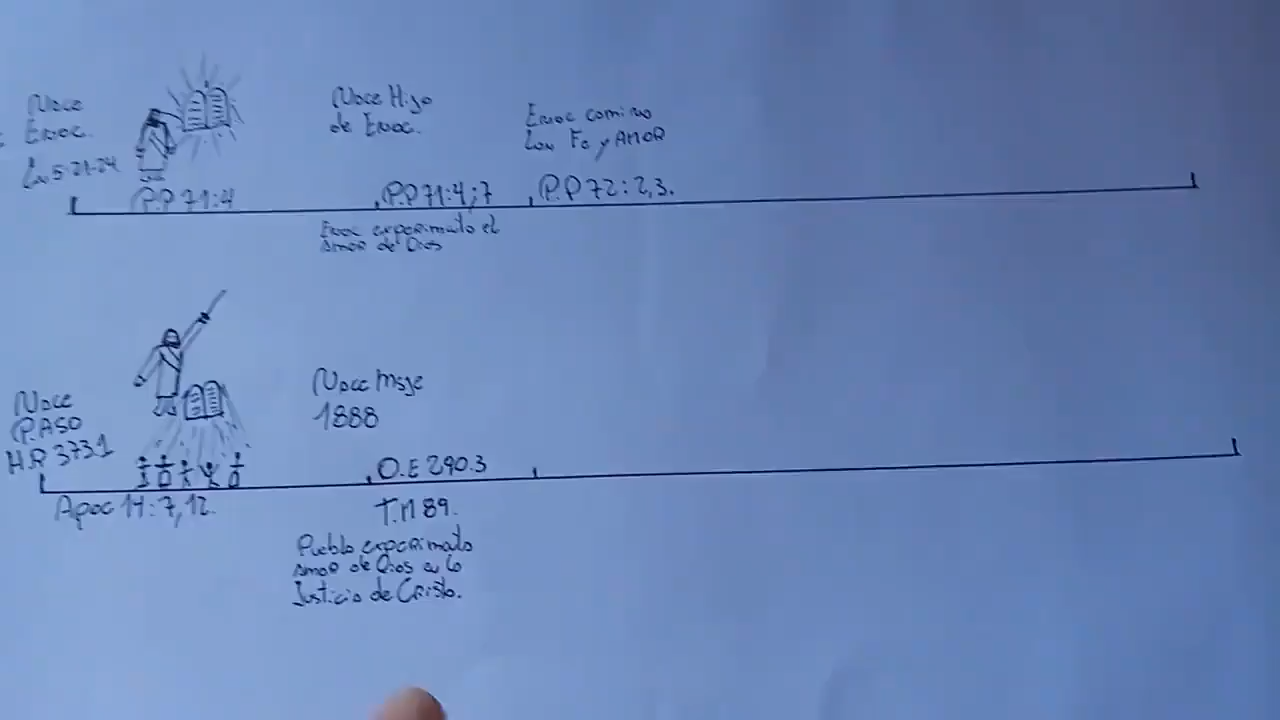 Nace
Enoc.
Gn 5:21-24
P.P 71:4
Nace Hijo
de Enoc.
P.P 71:4;7
Enoc experimento el
amor de Dios
Enoc camino
con Fe y AMOR
P.P 72:2,3.
Nace
P. ASD
H.R 373.1
Apoc 14:7,12.
Nace Msje
1888
O.E 290.3
T.M 89.
Pueblo experimato
amor de Dios en la
Justicia de Cristo.